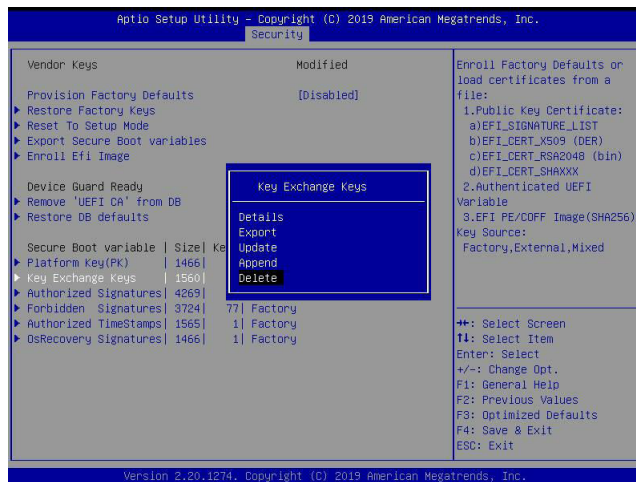 Aptio Setup Utility – Copyright (C) 2019 American Megatrends, Inc.
Security
Vendor Keys Modified
Provision Factory Defaults [Disabled]
Restore Factory Keys
Reset To Setup Mode
Export Secure Boot variables
Enroll Efi Image
Device Guard Ready
Remove 'UEFI CA' from DB
Restore DB defaults
Secure Boot variable | Size| Ke
Platform Key(PK) | 1466|
Key Exchange Keys | 1560|
Authorized Signatures| 4269|
Forbidden Signatures| 3724| 77| Factory
Authorized TimeStamps| 1565| 1| Factory
OsRecovery Signatures| 1466| 1| Factory
Key Exchange Keys
Details
Export
Update
Append
Delete
Enroll Factory Defaults or
load certificates from a
file:
1.Public Key Certificate:
a)EFI_SIGNATURE_LIST
b)EFI_CERT_X509 (DER)
c)EFI_CERT_RSA2048 (bin)
d)EFI_CERT_SHAXXX
2.Authenticated UEFI
Variable
3.EFI PE/COFF Image(SHA256)
Key Source:
Factory,External,Mixed
→←: Select Screen
↑↓: Select Item
Enter: Select
+/-: Change Opt.
F1: General Help
F2: Previous Values
F3: Optimized Defaults
F4: Save & Exit
ESC: Exit
Version 2.20.1274. Copyright (C) 2019 American Megatrends, Inc.